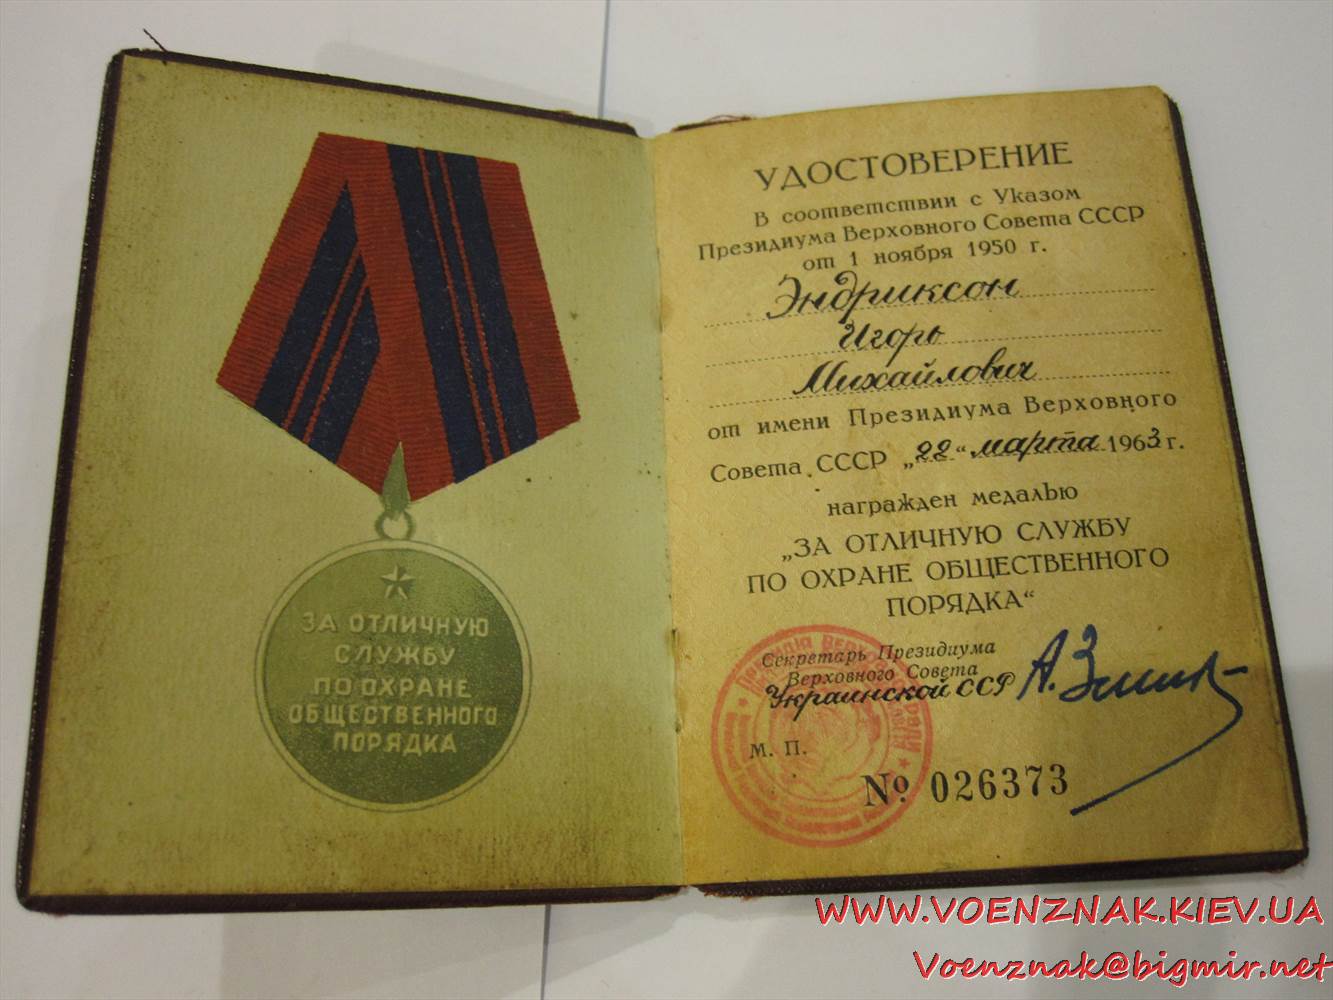 ЗА ОТЛИЧНУЮ
СЛУЖБУ
ПО ОХРАНЕ
ОБЩЕСТВЕННОГО
ПОРЯДКА
УДОСТОВЕРЕНИЕ
В соответствии с Указом
Президиума Верховного Совета СССР
от 1 ноября 1950 г.
Эндриксон
Игорь
Михайлович
от имени Президиума Верховного
Совета СССР „22“ марта 1963 г.
награжден медалью
„ЗА ОТЛИЧНУЮ СЛУЖБУ
ПО ОХРАНЕ ОБЩЕСТВЕННОГО
ПОРЯДКА“
Секретарь Президиума
Верховного Совета
Украинской ССР
М. П.
№ 026373
WWW.VOENZNAK.KIEV.UA
Voenznak@bigmir.net